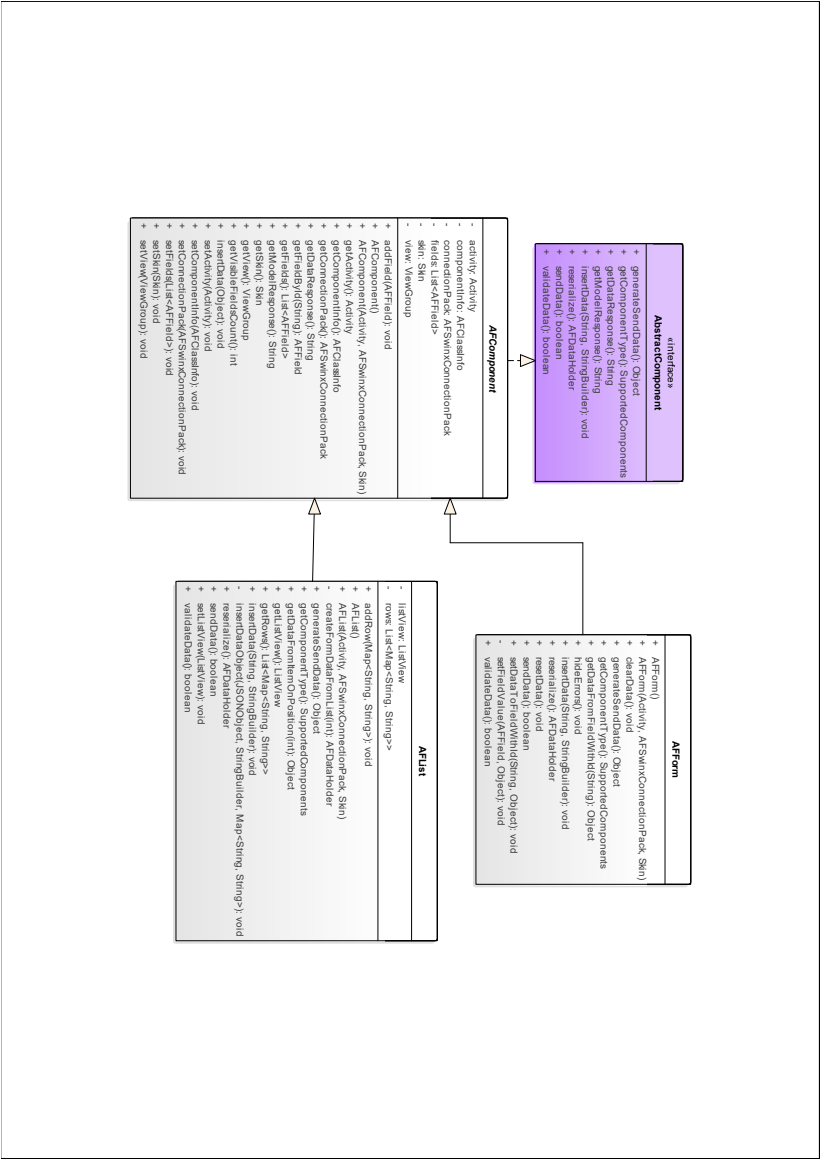 «interface»
AbstractComponent
+ generateSendData(): Object
+ getComponentType(): SupportedComponents
+ getDataResponse(): String
+ getModelResponse(): String
+ insertData(String, StringBuilder): void
+ reserialize(): AFDataHolder
+ sendData(): boolean
+ validateData(): boolean
AFComponent
- activity: Activity
- componentInfo: AFClassInfo
- connectionPack: AFSwinxConnectionPack
- fields: List<AFField>
- skin: Skin
- view: ViewGroup
+ addField(AFField): void
+ AFComponent()
+ AFComponent(Activity, AFSwinxConnectionPack, Skin)
+ getActivity(): Activity
+ getComponentInfo(): AFClassInfo
+ getConnectionPack(): AFSwinxConnectionPack
+ getDataResponse(): String
+ getFieldById(String): AFField
+ getFields(): List<AFField>
+ getModelResponse(): String
+ getSkin(): Skin
+ getView(): ViewGroup
+ getVisibleFieldsCount(): int
+ insertData(Object): void
+ setActivity(Activity): void
+ setComponentInfo(AFClassInfo): void
+ setConnectionPack(AFSwinxConnectionPack): void
+ setFields(List<AFField>): void
+ setSkin(Skin): void
+ setView(ViewGroup): void
AFForm
+ AFForm()
+ AFForm(Activity, AFSwinxConnectionPack, Skin)
+ clearData(): void
+ generateSendData(): Object
+ getComponentType(): SupportedComponents
+ getDataFromFieldWithId(String): Object
+ hideErrors(): void
+ insertData(String, StringBuilder): void
+ reserialize(): AFDataHolder
+ resetData(): void
+ sendData(): boolean
+ setDataToFieldWithId(String, Object): void
- setFieldValue(AFField, Object): void
+ validateData(): boolean
AFList
- listView: ListView
- rows: List<Map<String, String>>
+ addRow(Map<String, String>): void
+ AFList()
+ AFList(Activity, AFSwinxConnectionPack, Skin)
- createFormDataFromList(int): AFDataHolder
+ generateSendData(): Object
+ getComponentType(): SupportedComponents
+ getDataFromItemOnPosition(int): Object
+ getListView(): ListView
+ getRows(): List<Map<String, String>>
+ insertData(String, StringBuilder): void
- insertDataObject(JSONObject, StringBuilder, Map<String, String>): void
+ reserialize(): AFDataHolder
+ sendData(): boolean
+ setListView(ListView): void
+ validateData(): boolean